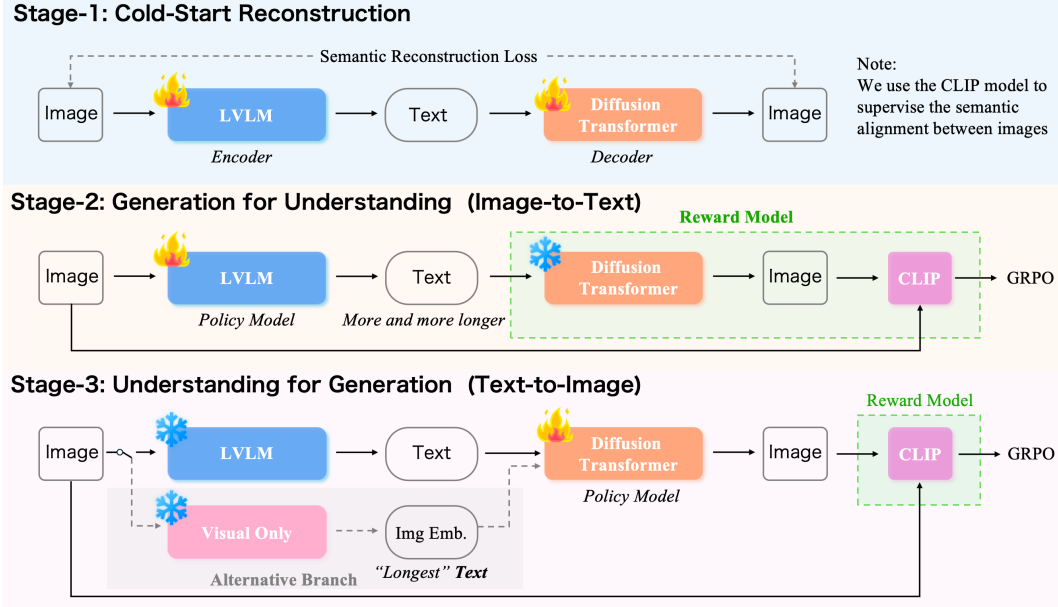 Stage-1: Cold-Start Reconstruction
Semantic Reconstruction Loss
Note:
We use the CLIP model to
supervise the semantic
alignment between images
Image
LVLM
Text
Diffusion
Transformer
Image
Encoder
Decoder
Stage-2: Generation for Understanding (Image-to-Text)
Reward Model
Image
LVLM
Text
Diffusion
Transformer
Image
CLIP
GRPO
Policy Model
More and more longer
Stage-3: Understanding for Generation (Text-to-Image)
Reward Model
Image
LVLM
Text
Diffusion
Transformer
Image
CLIP
GRPO
Policy Model
Visual Only
Img Emb.
Alternative Branch
“Longest” Text